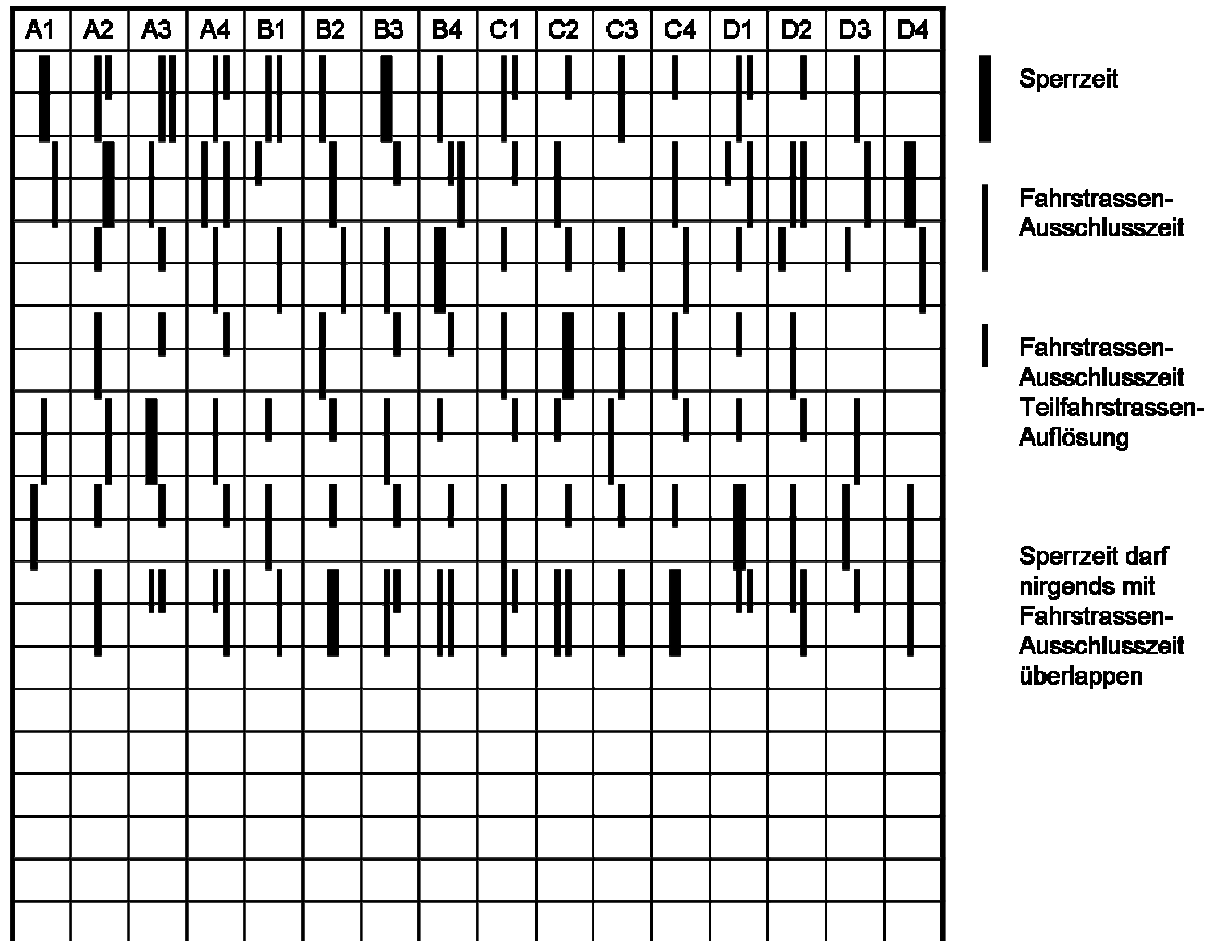 A1 A2 A3 A4 B1 B2 B3 B4 C1 C2 C3 C4 D1 D2 D3 D4
Sperrzeit
Fahrstrassen-
Ausschlusszeit
Fahrstrassen-
Ausschlusszeit
Teilfahrstrassen-
Auflösung
Sperrzeit darf
nirgends mit
Fahrstrassen-
Ausschlusszeit
überlappen